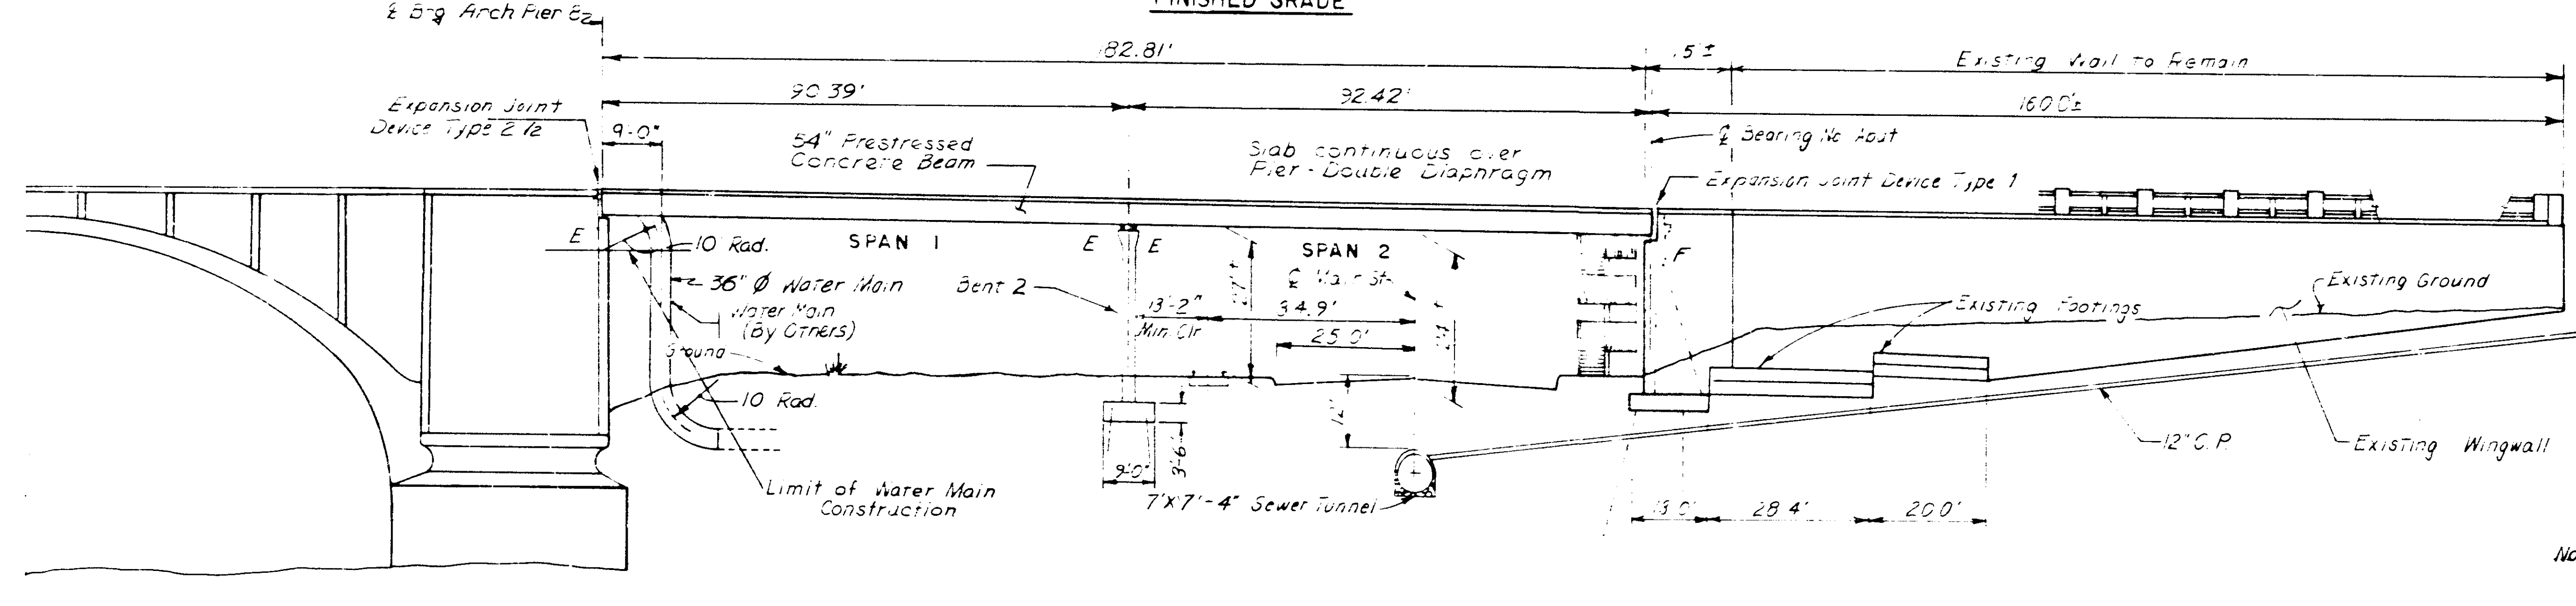 FINISHED GRADE
℄ Brg Arch Pier 82
182.81'
15'±
Existing Wall to Remain
90.39'
92.42'
160.0'±
Expansion Joint
Device Type 2 1/2
9'-0"
54" Prestressed
Concrete Beam
Slab continuous over
Pier - Double Diaphragm
℄ Bearing No Abut
Expansion Joint Device Type 1
E
10' Rad.
SPAN 1
E
E
SPAN 2
F
℄ Main St.
36" Ø Water Main
Bent 2
13'-2"
34.9'
Existing Ground
Water Main
(By Others)
Min. Clr
25.0'
Existing Footings
Ground
10' Rad.
12'
3'-6"
9'-0"
12" C.P.
Existing Wingwall
Limit of Water Main
Construction
7'X7'-4" Sewer Tunnel
28.4'
20.0'
No